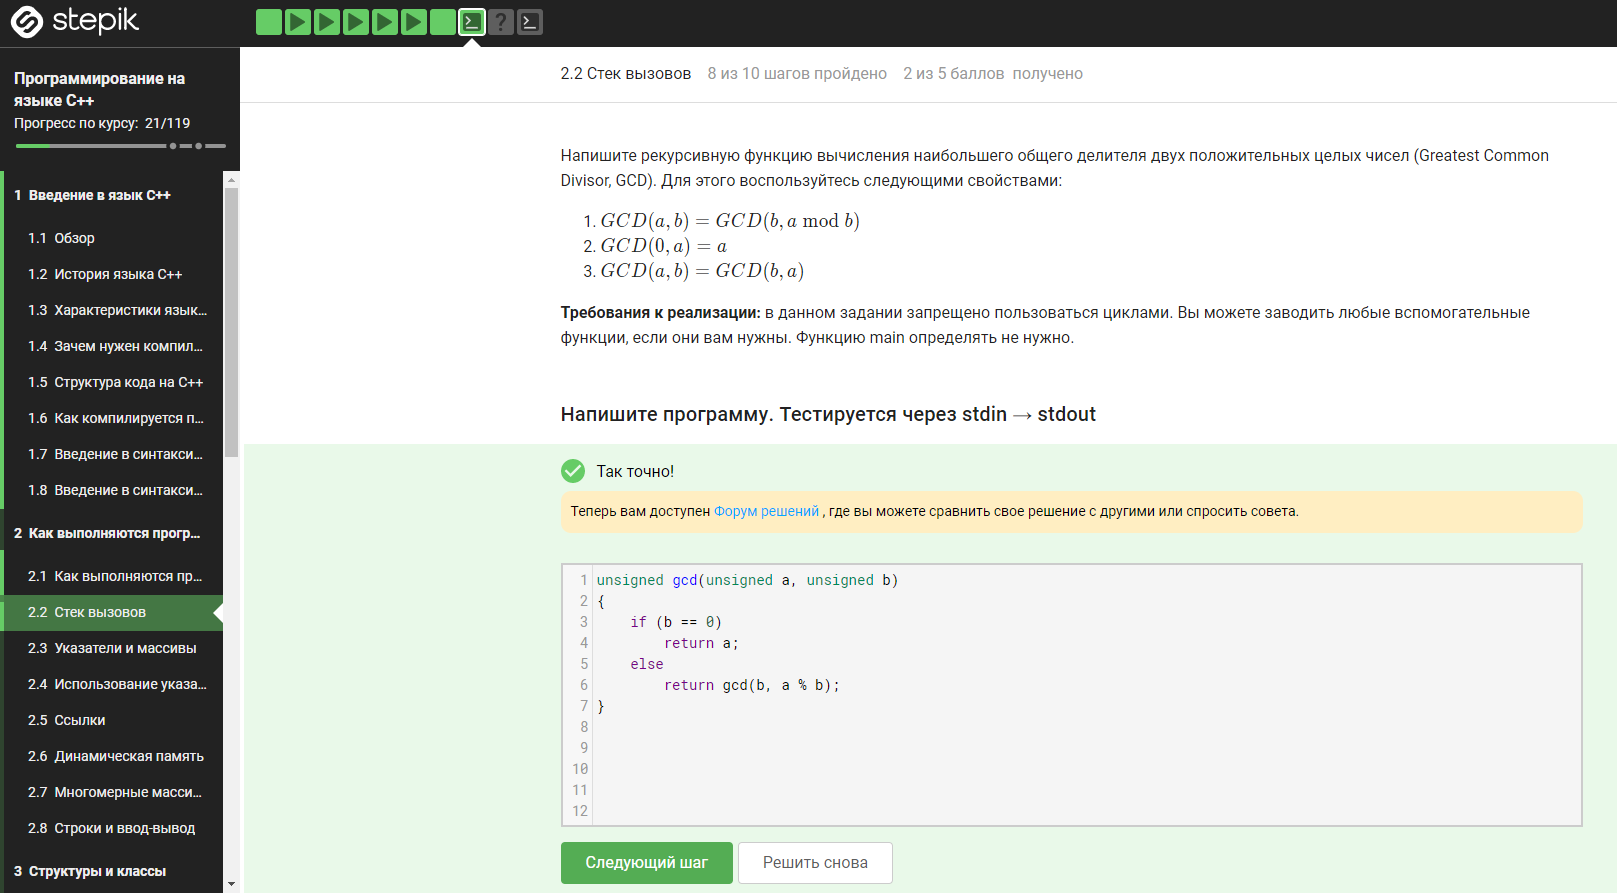 stepik
Программирование на
языке C++
Прогресс по курсу: 21/119
1 Введение в язык C++
1.1 Обзор
1.2 История языка C++
1.3 Характеристики язык...
1.4 Зачем нужен компил...
1.5 Структура кода на C++
1.6 Как компилируется п...
1.7 Введение в синтакси...
1.8 Введение в синтакси...
2 Как выполняются прогр...
2.1 Как выполняются пр...
2.2 Стек вызовов
2.3 Указатели и массивы
2.4 Использование указа...
2.5 Ссылки
2.6 Динамическая память
2.7 Многомерные масси...
2.8 Строки и ввод-вывод
3 Структуры и классы
2.2 Стек вызовов 8 из 10 шагов пройдено 2 из 5 баллов получено
Напишите рекурсивную функцию вычисления наибольшего общего делителя двух положительных целых чисел (Greatest Common
Divisor, GCD). Для этого воспользуйтесь следующими свойствами:
1. GCD(a, b) = GCD(b, a mod b)
2. GCD(0, a) = a
3. GCD(a, b) = GCD(b, a)
Требования к реализации: в данном задании запрещено пользоваться циклами. Вы можете заводить любые вспомогательные
функции, если они вам нужны. Функцию main определять не нужно.
Напишите программу. Тестируется через stdin → stdout
Так точно!
Теперь вам доступен Форум решений , где вы можете сравнить свое решение с другими или спросить совета.
1 unsigned gcd(unsigned a, unsigned b)
2 {
3 if (b == 0)
4 return a;
5 else
6 return gcd(b, a % b);
7 }
8
9
10
11
12
Следующий шаг Решить снова